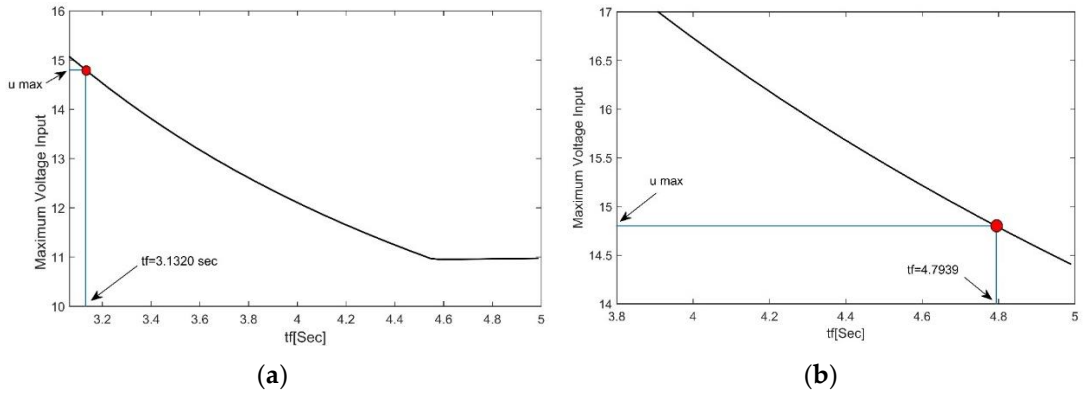 16
15
14
13
12
11
10
u max
Maximum Voltage Input
tf=3.1320 sec
3.2 3.4 3.6 3.8 4 4.2 4.4 4.6 4.8 5
tf[Sec]
(a)
17
16.5
16
15.5
15
14.5
14
Maximum Voltage Input
u max
tf=4.7939
3.8 4 4.2 4.4 4.6 4.8 5
tf[Sec]
(b)